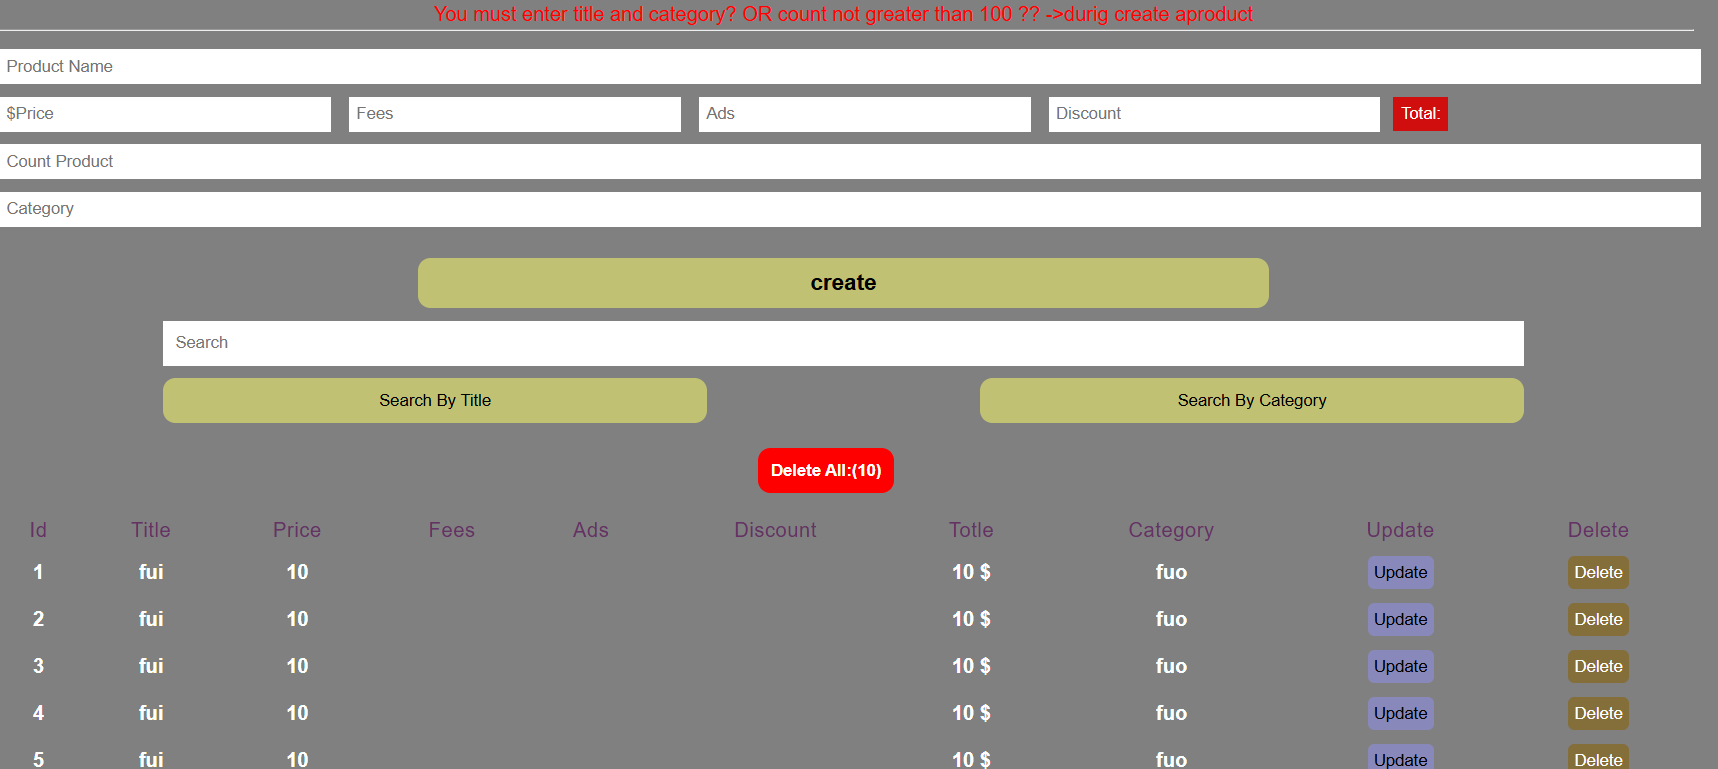 You must enter title and category? OR count not greater than 100 ?? ->durig create aproduct
Product Name
$Price Fees Ads Discount Total:
Count Product
Category
create
Search
Search By Title Search By Category
Delete All:(10)
Id Title Price Fees Ads Discount Totle Category Update Delete
1 fui 10 10 $ fuo Update Delete
2 fui 10 10 $ fuo Update Delete
3 fui 10 10 $ fuo Update Delete
4 fui 10 10 $ fuo Update Delete
5 fui 10 10 $ fuo Update Delete